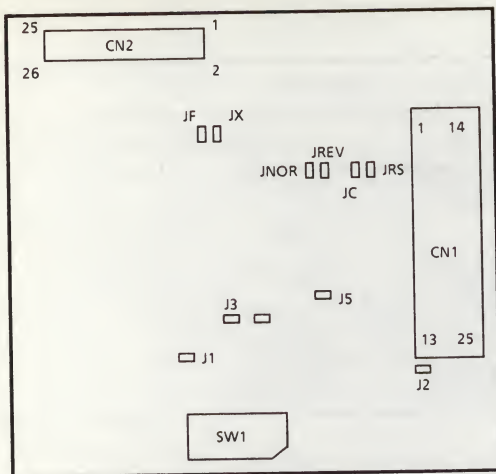 25
1
CN2
26
2
JF JX
1 14
JREV
JNOR
JRS
JC
CN1
J5
J3
13 25
J1
J2
SW1